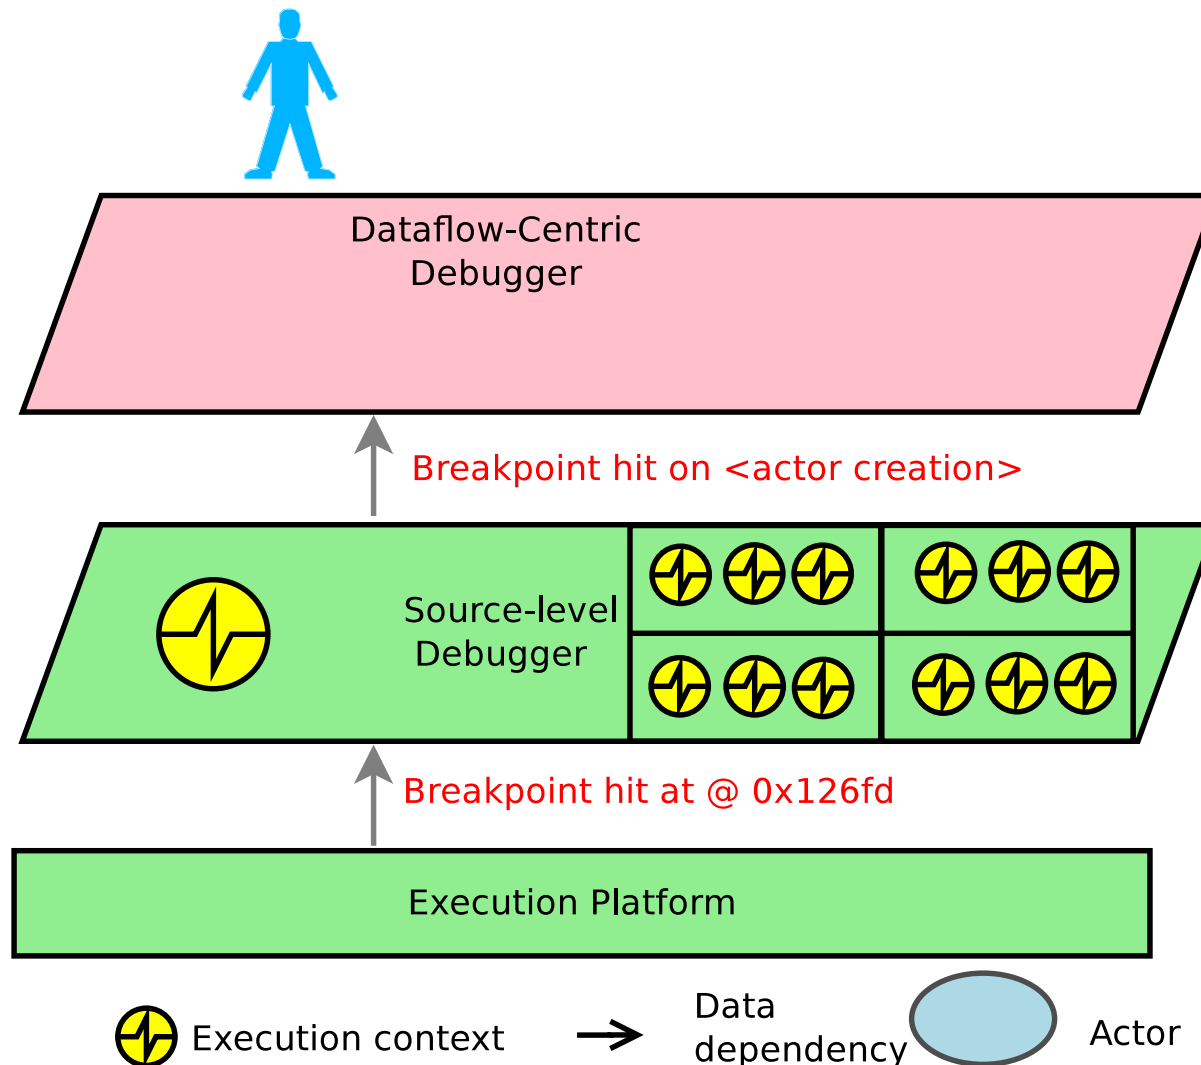 Dataflow-Centric
Debugger
Breakpoint hit on <actor creation>
Source-level
Debugger
Breakpoint hit at @ 0x126fd
Execution Platform
Execution context
Data
dependency
Actor